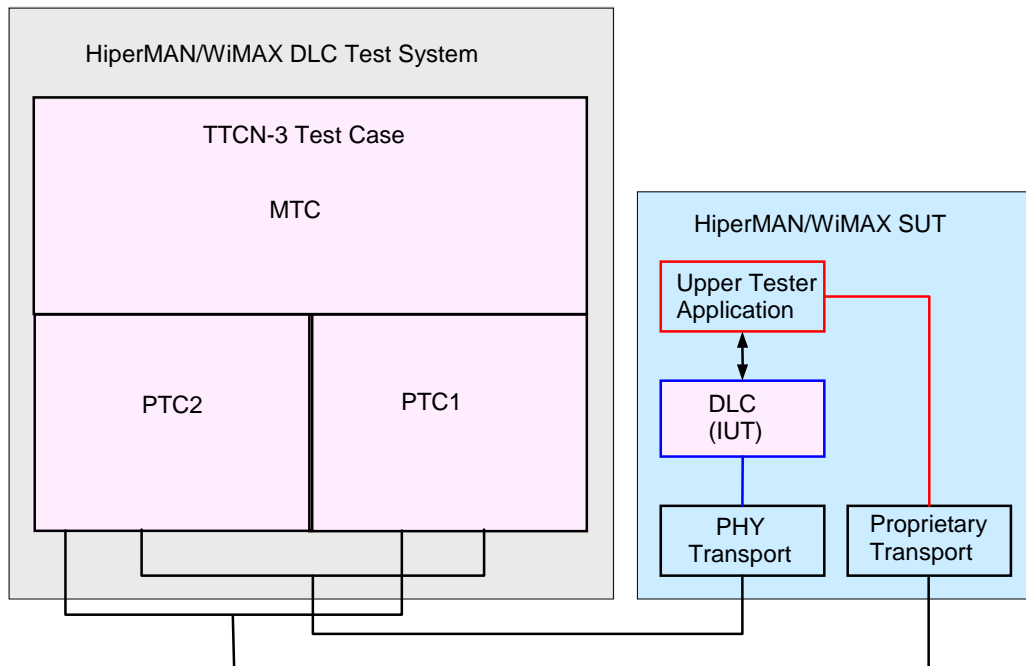 HiperMAN/WiMAX DLC Test System
TTCN-3 Test Case
MTC
PTC2
PTC1
HiperMAN/WiMAX SUT
Upper Tester
Application
DLC
(IUT)
PHY
Transport
Proprietary
Transport